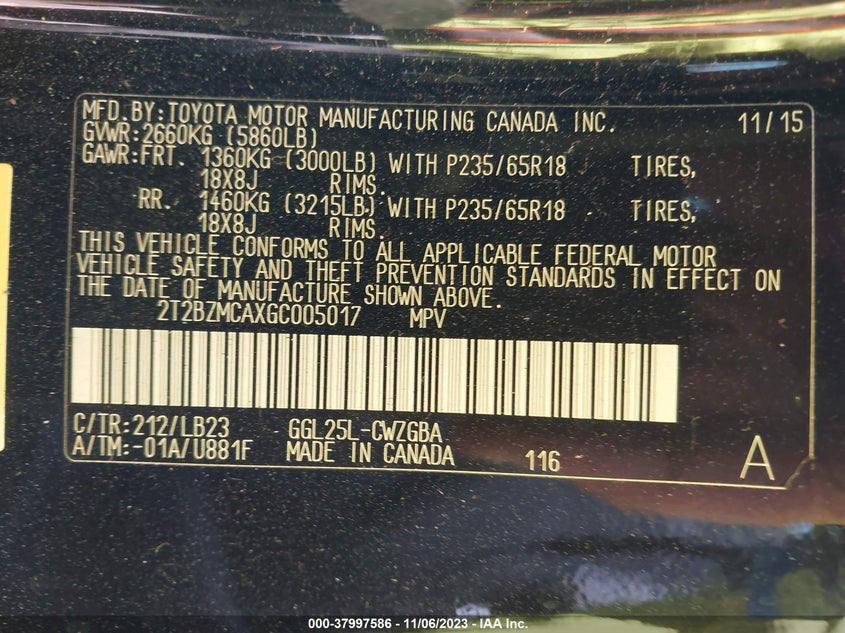 MFD.BY:TOYOTA MOTOR MANUFACTURING CANADA INC. 11/15
GVWR:2660KG (5860LB)
GAWR:FRT. 1360KG (3000LB) WITH P235/65R18 TIRES,
18X8J RIMS.
RR. 1460KG (3215LB) WITH P235/65R18 TIRES,
18X8J RIMS.
THIS VEHICLE CONFORMS TO ALL APPLICABLE FEDERAL MOTOR
VEHICLE SAFETY AND THEFT PREVENTION STANDARDS IN EFFECT ON
THE DATE OF MANUFACTURE SHOWN ABOVE.
2T2BZMCAXGC005017 MPV
C/TR:212/LB23 GGL25L-CWZGBA
A/TM:-01A/U881F MADE IN CANADA 116 A
000-37997586 - 11/06/2023 - IAA Inc.